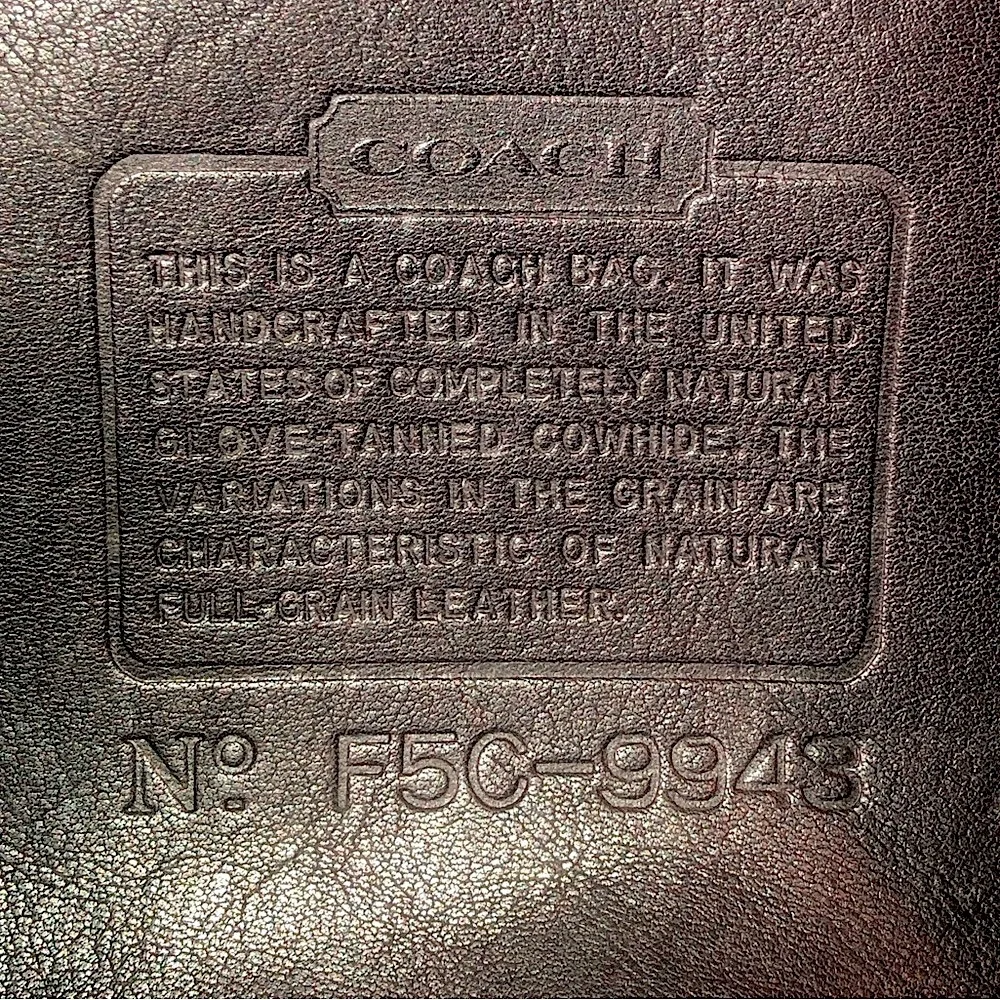 COACH
THIS IS A COACH BAG. IT WAS
HANDCRAFTED IN THE UNITED
STATES OF COMPLETELY NATURAL
GLOVE-TANNED COWHIDE. THE
VARIATIONS IN THE GRAIN ARE
CHARACTERISTIC OF NATURAL
FULL-GRAIN LEATHER.
Nº F5C-9943